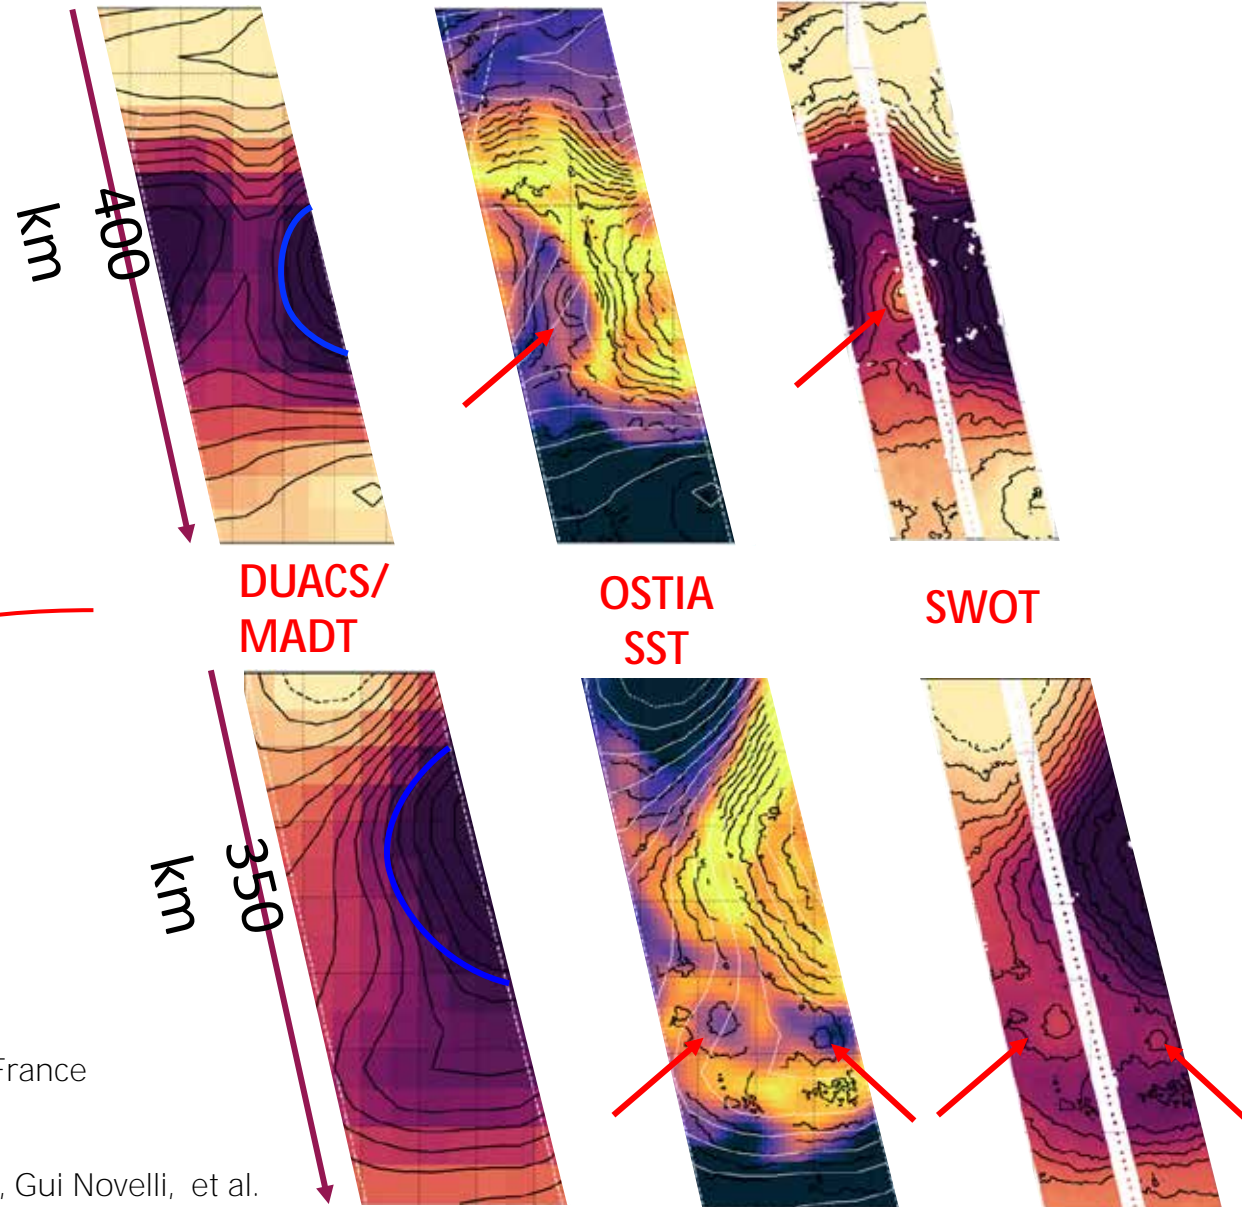 400
km
DUACS/
MADT
OSTIA
SST
SWOT
350
km
France
, Gui Novelli, et al.